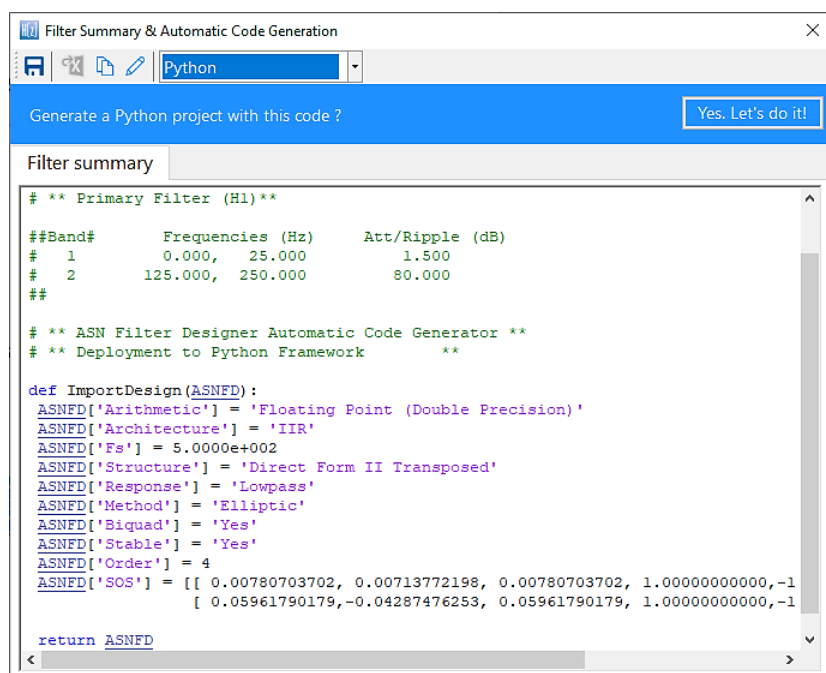 Filter Summary & Automatic Code Generation
Python
Generate a Python project with this code ?
Yes. Let's do it!
Filter summary
# ** Primary Filter (H1)**
##Band# Frequencies (Hz) Att/Ripple (dB)
# 1 0.000, 25.000 1.500
# 2 125.000, 250.000 80.000
##
# ** ASN Filter Designer Automatic Code Generator **
# ** Deployment to Python Framework **
def ImportDesign(ASNFD):
ASNFD['Arithmetic'] = 'Floating Point (Double Precision)'
ASNFD['Architecture'] = 'IIR'
ASNFD['Fs'] = 5.0000e+002
ASNFD['Structure'] = 'Direct Form II Transposed'
ASNFD['Response'] = 'Lowpass'
ASNFD['Method'] = 'Elliptic'
ASNFD['Biquad'] = 'Yes'
ASNFD['Stable'] = 'Yes'
ASNFD['Order'] = 4
ASNFD['SOS'] = [[ 0.00780703702, 0.00713772198, 0.00780703702, 1.00000000000,-1
[ 0.05961790179,-0.04287476253, 0.05961790179, 1.00000000000,-1
return ASNFD